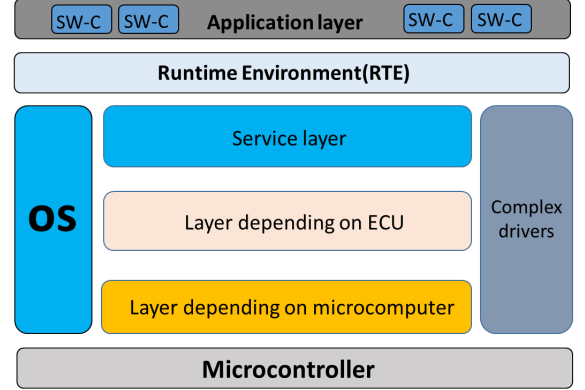 SW-C SW-C Application layer SW-C SW-C
Runtime Environment(RTE)
Service layer
OS
Layer depending on ECU
Complex
drivers
Layer depending on microcomputer
Microcontroller